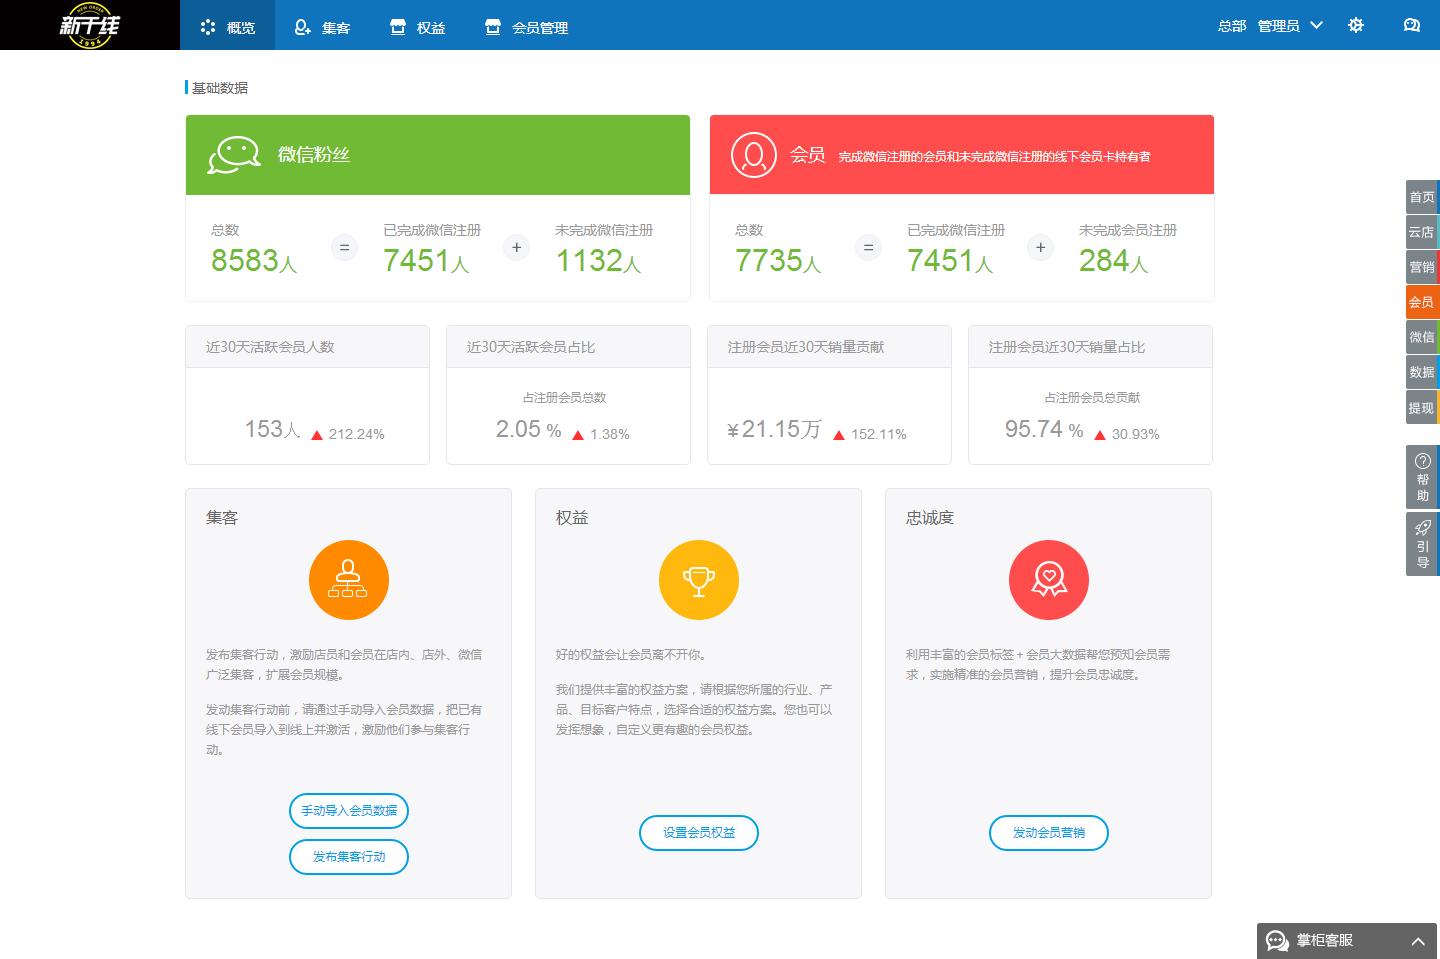 NEW ORDER
新干线
1994
概览
集客
权益
会员管理
总部 管理员
基础数据
微信粉丝
总数
8583人
=
已完成微信注册
7451人
+
未完成微信注册
1132人
会员 完成微信注册的会员和未完成微信注册的线下会员卡持有者
总数
7735人
=
已完成微信注册
7451人
+
未完成会员注册
284人
近30天活跃会员人数
153人 212.24%
近30天活跃会员占比
占注册会员总数
2.05 % 1.38%
注册会员近30天销量贡献
¥21.15万 152.11%
注册会员近30天销量占比
占注册会员总贡献
95.74 % 30.93%
集客
发布集客行动，激励店员和会员在店内、店外、微信
广泛集客，扩展会员规模。
发动集客行动前，请通过手动导入会员数据，把已有
线下会员导入到线上并激活，激励他们参与集客行
动。
手动导入会员数据
发布集客行动
权益
好的权益会让会员离不开你。
我们提供丰富的权益方案，请根据您所属的行业、产
品、目标客户特点，选择合适的权益方案。您也可以
发挥想象，自定义更有趣的会员权益。
设置会员权益
忠诚度
利用丰富的会员标签＋会员大数据帮您预知会员需
求，实施精准的会员营销，提升会员忠诚度。
发动会员营销
首页
云店
营销
会员
微信
数据
提现
帮
助
引
导
掌柜客服